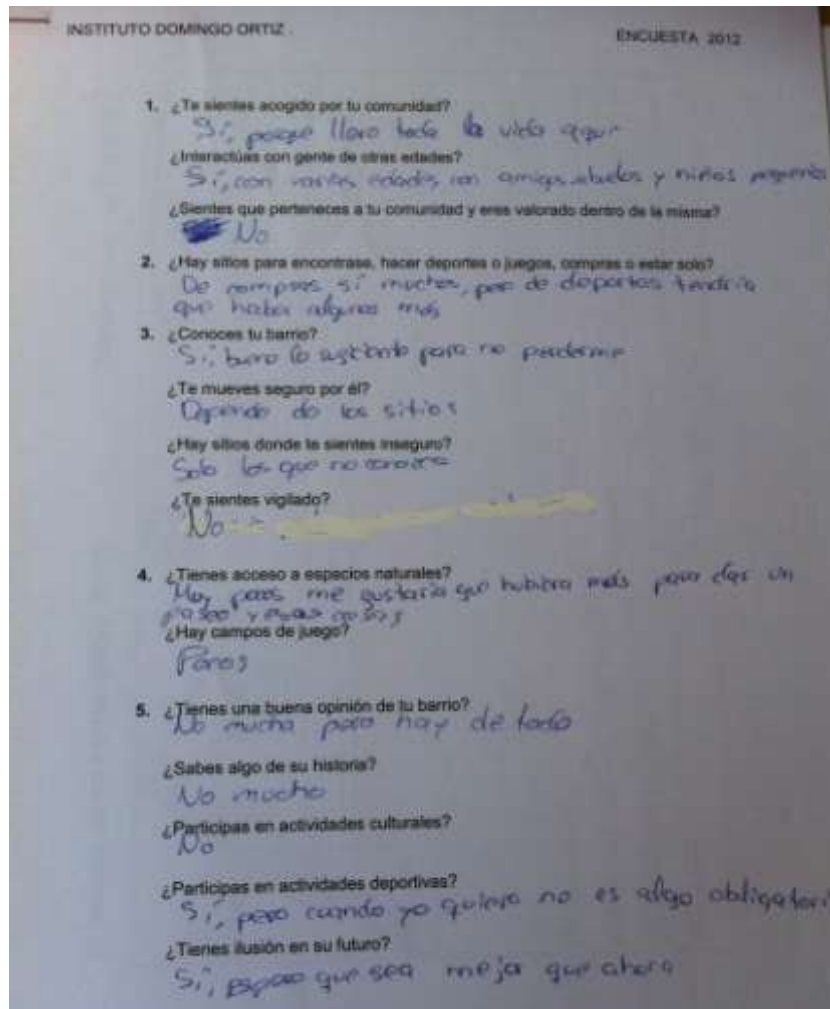 INSTITUTO DOMINGO ORTIZ .
ENCUESTA 2012
1. ¿Te sientes acogido por tu comunidad?
Sí, porque llevo toda la vida aquí
¿Interactúas con gente de otras edades?
Sí, con varias edades con amigos abuelos y niños pequeños
¿Sientes que perteneces a tu comunidad y eres valorado dentro de la misma?
No
2. ¿Hay sitios para encontrase, hacer deportes o juegos, compras o estar solo?
De compras sí muchos, pero de deportes tendría
que haber algunos más
3. ¿Conoces tu barrio?
Sí, bueno lo suficiente para no perderme
¿Te mueves seguro por él?
Depende de los sitios
¿Hay sitios donde te sientes inseguro?
Solo los que no conozco
¿Te sientes vigilado?
No
4. ¿Tienes acceso a espacios naturales?
Hay pocos me gustaría que hubiera más para dar un
paseo y esas cosas
¿Hay campos de juego?
Pocos
5. ¿Tienes una buena opinión de tu barrio?
No mucha pero hay de todo
¿Sabes algo de su historia?
No mucho
¿Participas en actividades culturales?
No
¿Participas en actividades deportivas?
Sí, pero cuando yo quiero no es algo obligatori
¿Tienes ilusión en su futuro?
Sí, espero que sea mejor que ahora